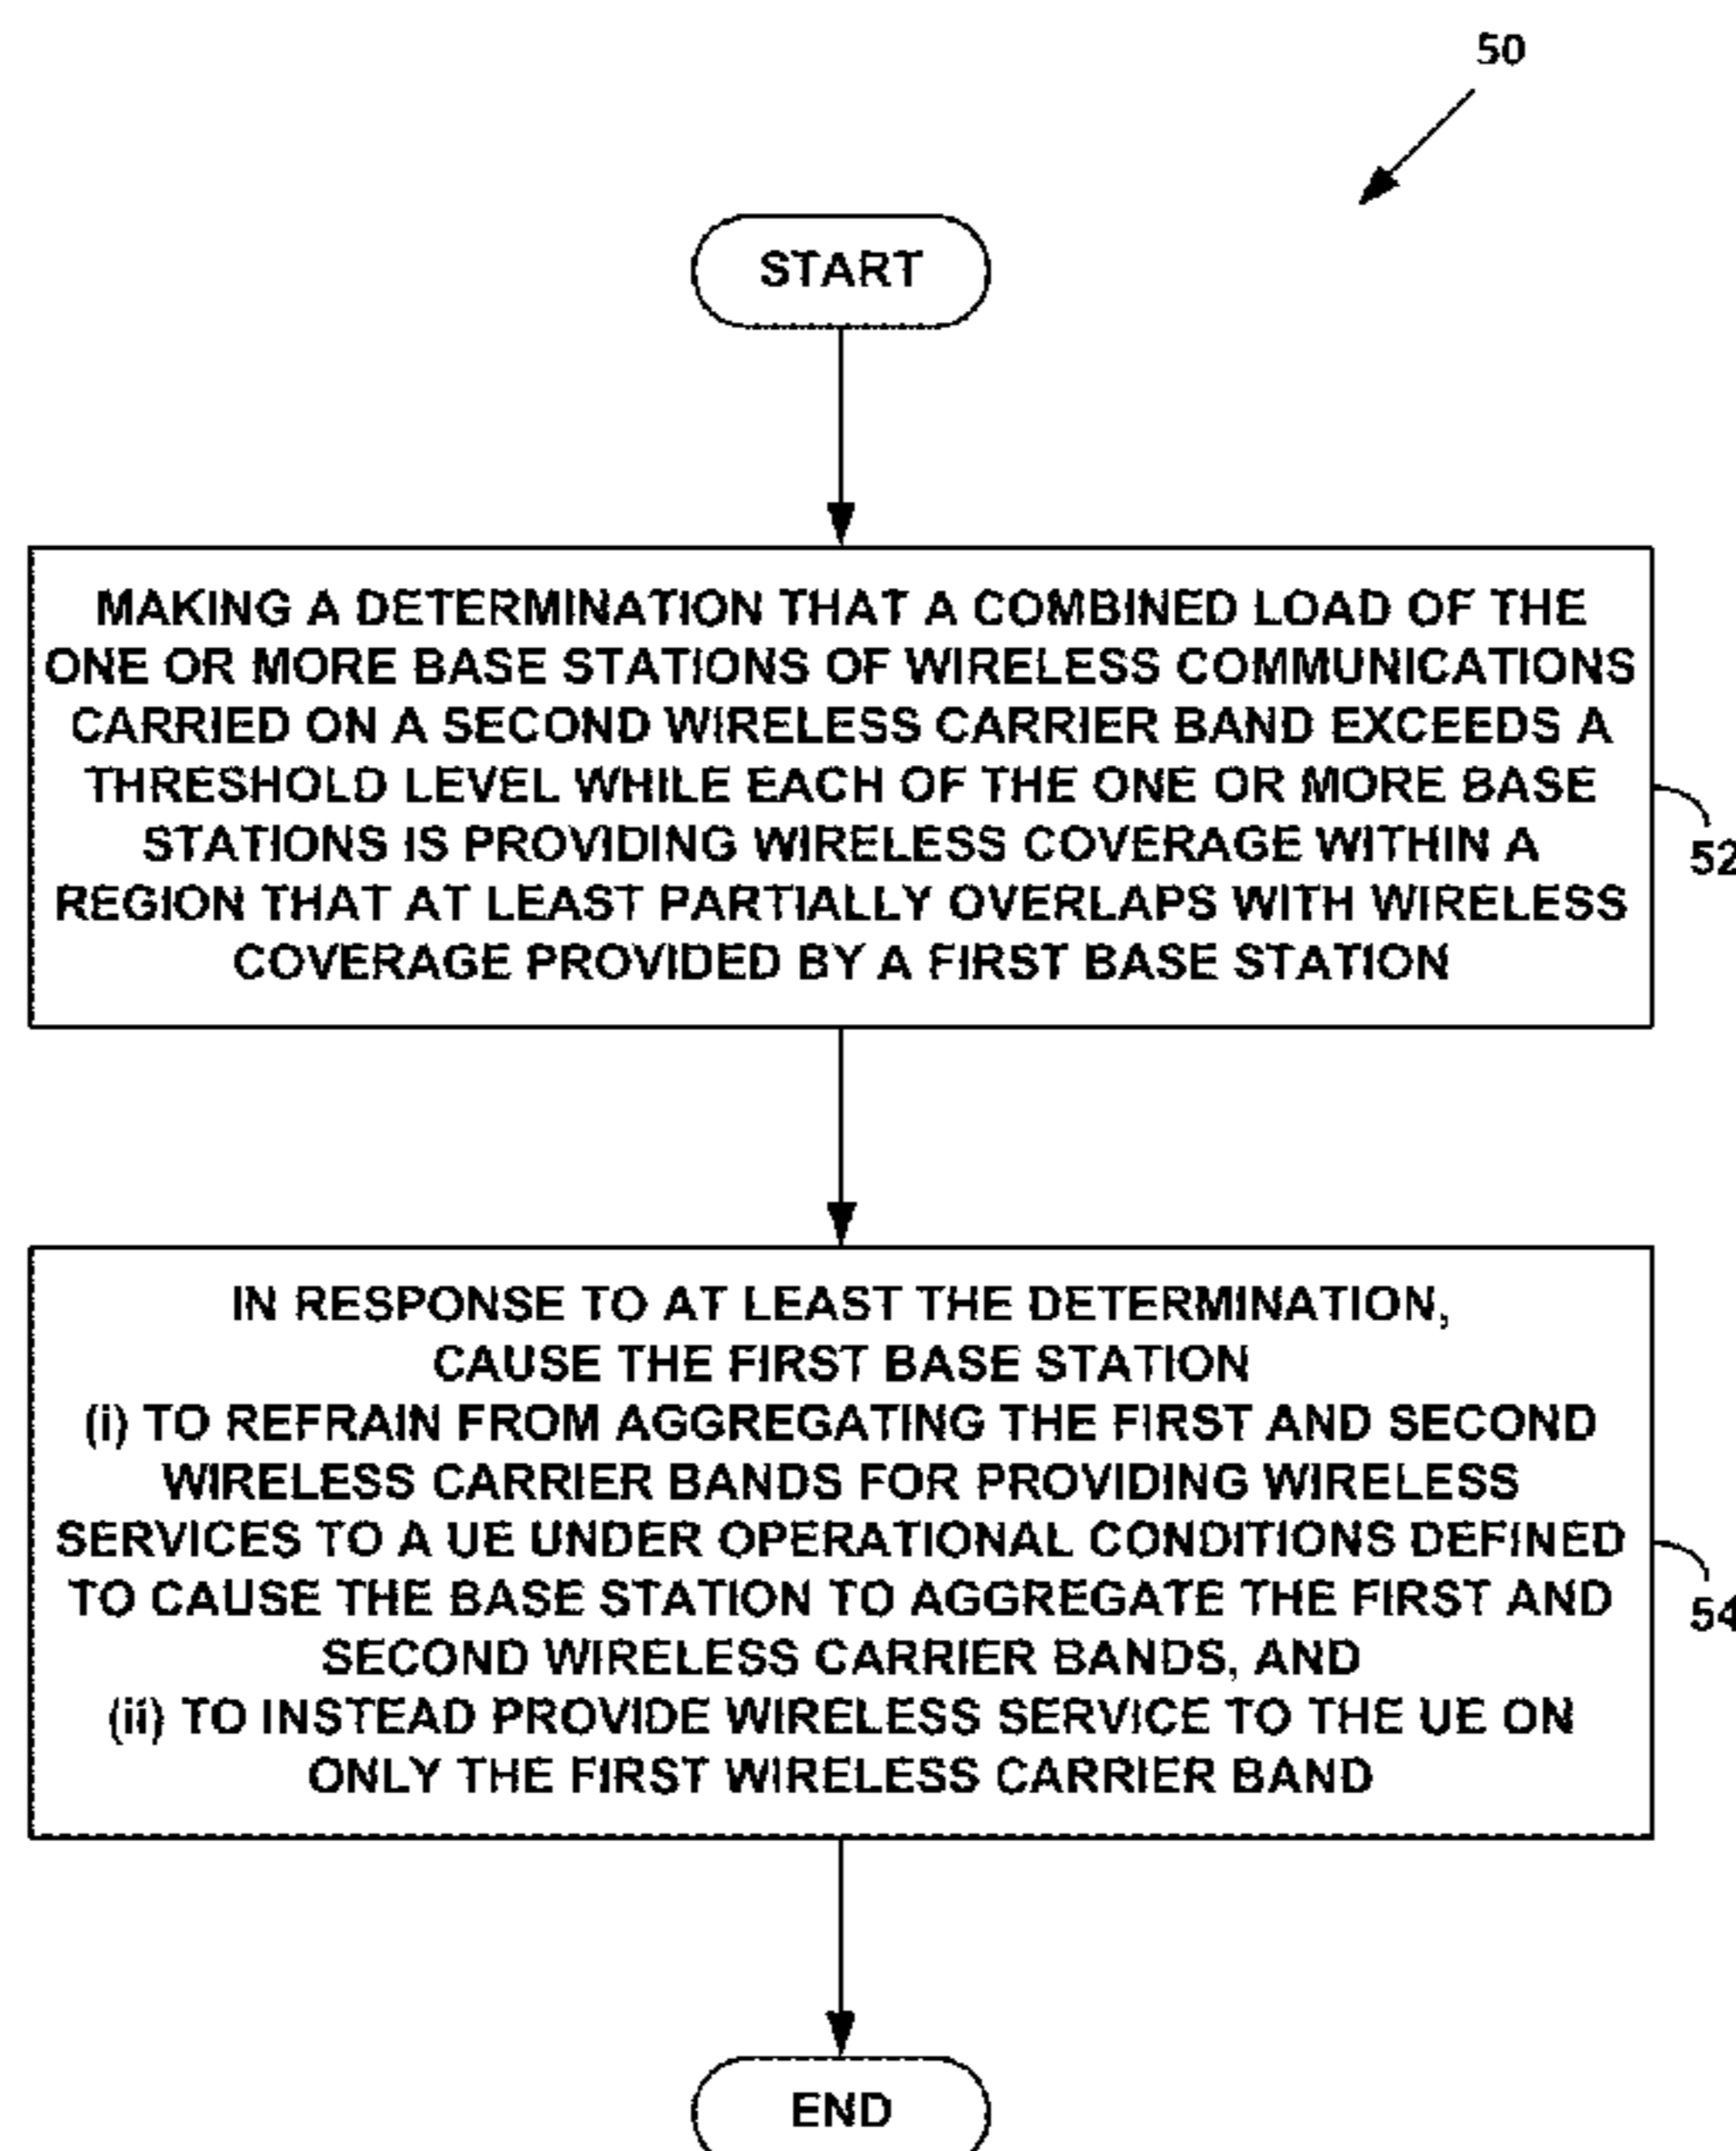 50
START
MAKING A DETERMINATION THAT A COMBINED LOAD OF THE
ONE OR MORE BASE STATIONS OF WIRELESS COMMUNICATIONS
CARRIED ON A SECOND WIRELESS CARRIER BAND EXCEEDS A
THRESHOLD LEVEL WHILE EACH OF THE ONE OR MORE BASE
STATIONS IS PROVIDING WIRELESS COVERAGE WITHIN A
REGION THAT AT LEAST PARTIALLY OVERLAPS WITH WIRELESS
COVERAGE PROVIDED BY A FIRST BASE STATION
52
IN RESPONSE TO AT LEAST THE DETERMINATION,
CAUSE THE FIRST BASE STATION
(i) TO REFRAIN FROM AGGREGATING THE FIRST AND SECOND
WIRELESS CARRIER BANDS FOR PROVIDING WIRELESS
SERVICES TO A UE UNDER OPERATIONAL CONDITIONS DEFINED
TO CAUSE THE BASE STATION TO AGGREGATE THE FIRST AND
SECOND WIRELESS CARRIER BANDS, AND
(ii) TO INSTEAD PROVIDE WIRELESS SERVICE TO THE UE ON
ONLY THE FIRST WIRELESS CARRIER BAND
54
END